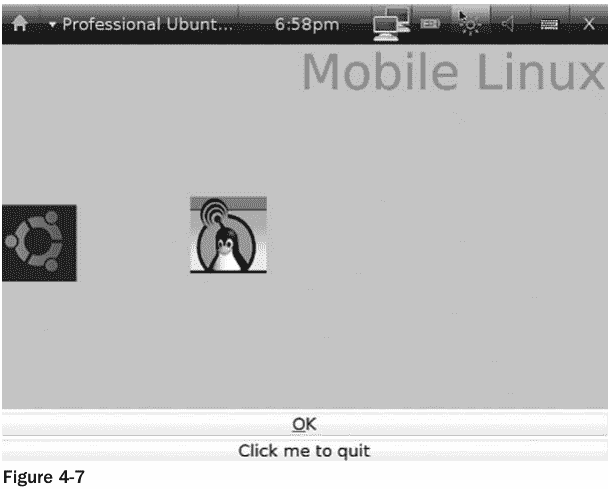 Professional Ubunt... 6:58pm X
Mobile Linux
OK
Click me to quit
Figure 4-7